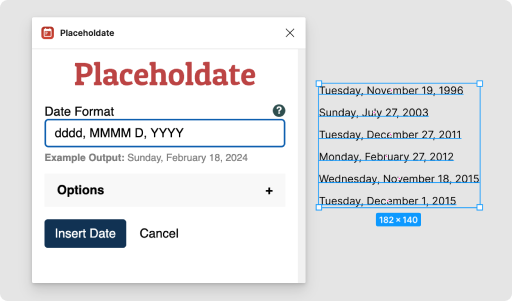 Placeholdate
Placeholdate
Date Format
?
dddd, MMMM D, YYYY
Example Output: Sunday, February 18, 2024
Options
+
Insert Date
Cancel
Tuesday, November 19, 1996
Sunday, July 27, 2003
Tuesday, December 27, 2011
Monday, February 27, 2012
Wednesday, November 18, 2015
Tuesday, December 1, 2015
182 × 140